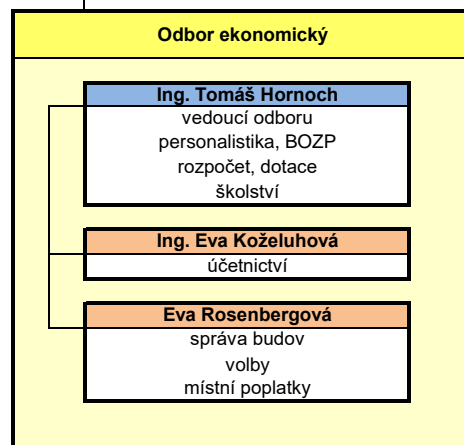 Odbor ekonomický
Ing. Tomáš Hornoch
vedoucí odboru
personalistika, BOZP
rozpočet, dotace
školství
Ing. Eva Koželuhová
účetnictví
Eva Rosenbergová
správa budov
volby
místní poplatky